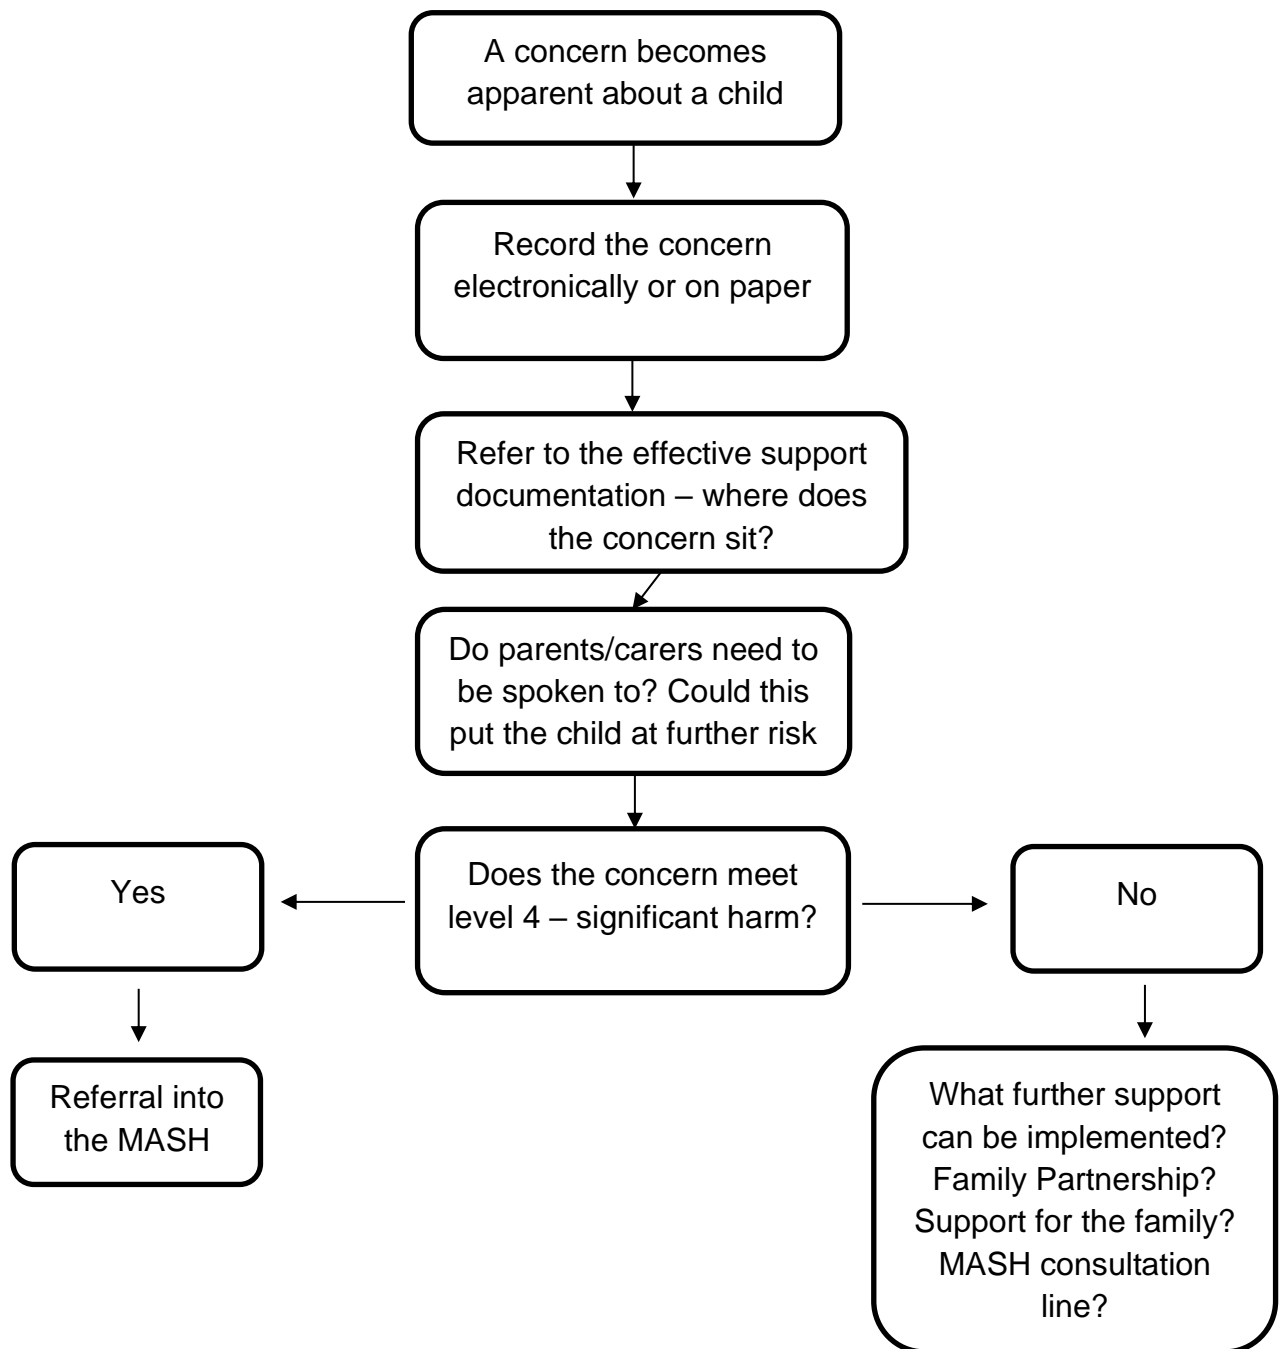 A concern becomes
apparent about a child
Record the concern
electronically or on paper
Refer to the effective support
documentation – where does
the concern sit?
Do parents/carers need to
be spoken to? Could this
put the child at further risk
Does the concern meet
level 4 – significant harm?
Yes
No
Referral into
the MASH
What further support
can be implemented?
Family Partnership?
Support for the family?
MASH consultation
line?